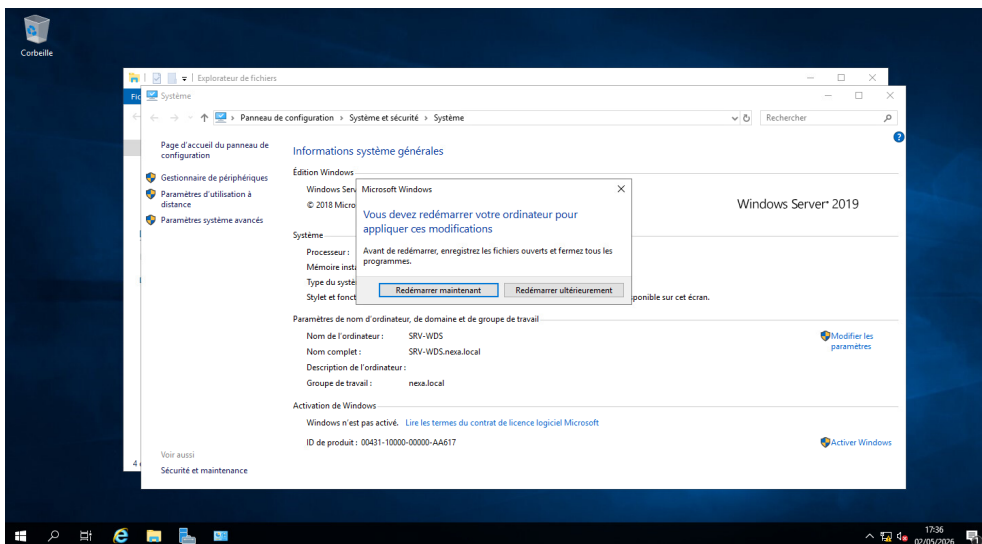 Corbeille
Explorateur de fichiers
Système
Panneau de configuration › Système et sécurité › Système
Rechercher
Page d'accueil du panneau de
configuration
Gestionnaire de périphériques
Paramètres d'utilisation à
distance
Paramètres système avancés
Informations système générales
Édition Windows
© 2018
Windows Server 2019
Microsoft Windows
Vous devez redémarrer votre ordinateur pour
appliquer ces modifications
Avant de redémarrer, enregistrez les fichiers ouverts et fermez tous les
programmes.
Redémarrer maintenant
Redémarrer ultérieurement
Système
Processeur :
Mémoire
Type du
Stylet et
sur cet écran.
Paramètres de nom d'ordinateur, de domaine et de groupe de travail
Nom de l'ordinateur : SRV-WDS
Modifier les
paramètres
Nom complet : SRV-WDS.nexa.local
Description de l'ordinateur :
Groupe de travail : nexa.local
Activation de Windows
Windows n'est pas activé. Lire les termes du contrat de licence logiciel Microsoft
ID de produit : 00431-10000-00000-AA617
Activer Windows
Voir aussi
Sécurité et maintenance
17:36
02/05/2026